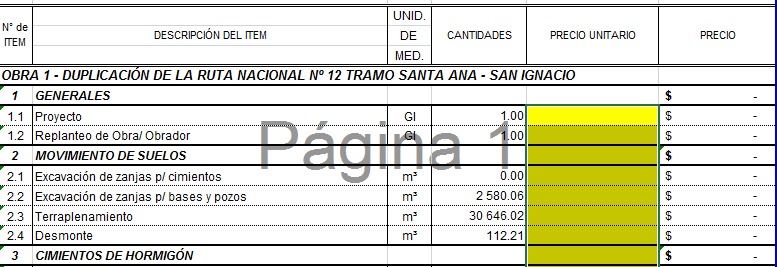 N° de ITEM DESCRIPCIÓN DEL ITEM UNID. DE MED. CANTIDADES PRECIO UNITARIO PRECIO
OBRA 1 - DUPLICACIÓN DE LA RUTA NACIONAL Nº 12 TRAMO SANTA ANA - SAN IGNACIO
1 GENERALES $ -
1.1 Proyecto Gl 1.00 $ -
1.2 Replanteo de Obra/ Obrador Gl 1.00 $ -
Página 1
2 MOVIMIENTO DE SUELOS $ -
2.1 Excavación de zanjas p/ cimientos m³ 0.00 $ -
2.2 Excavación de zanjas p/ bases y pozos m³ 2 580.06 $ -
2.3 Terraplenamiento m³ 30 646.02 $ -
2.4 Desmonte m³ 112.21 $ -
3 CIMIENTOS DE HORMIGÓN $ -